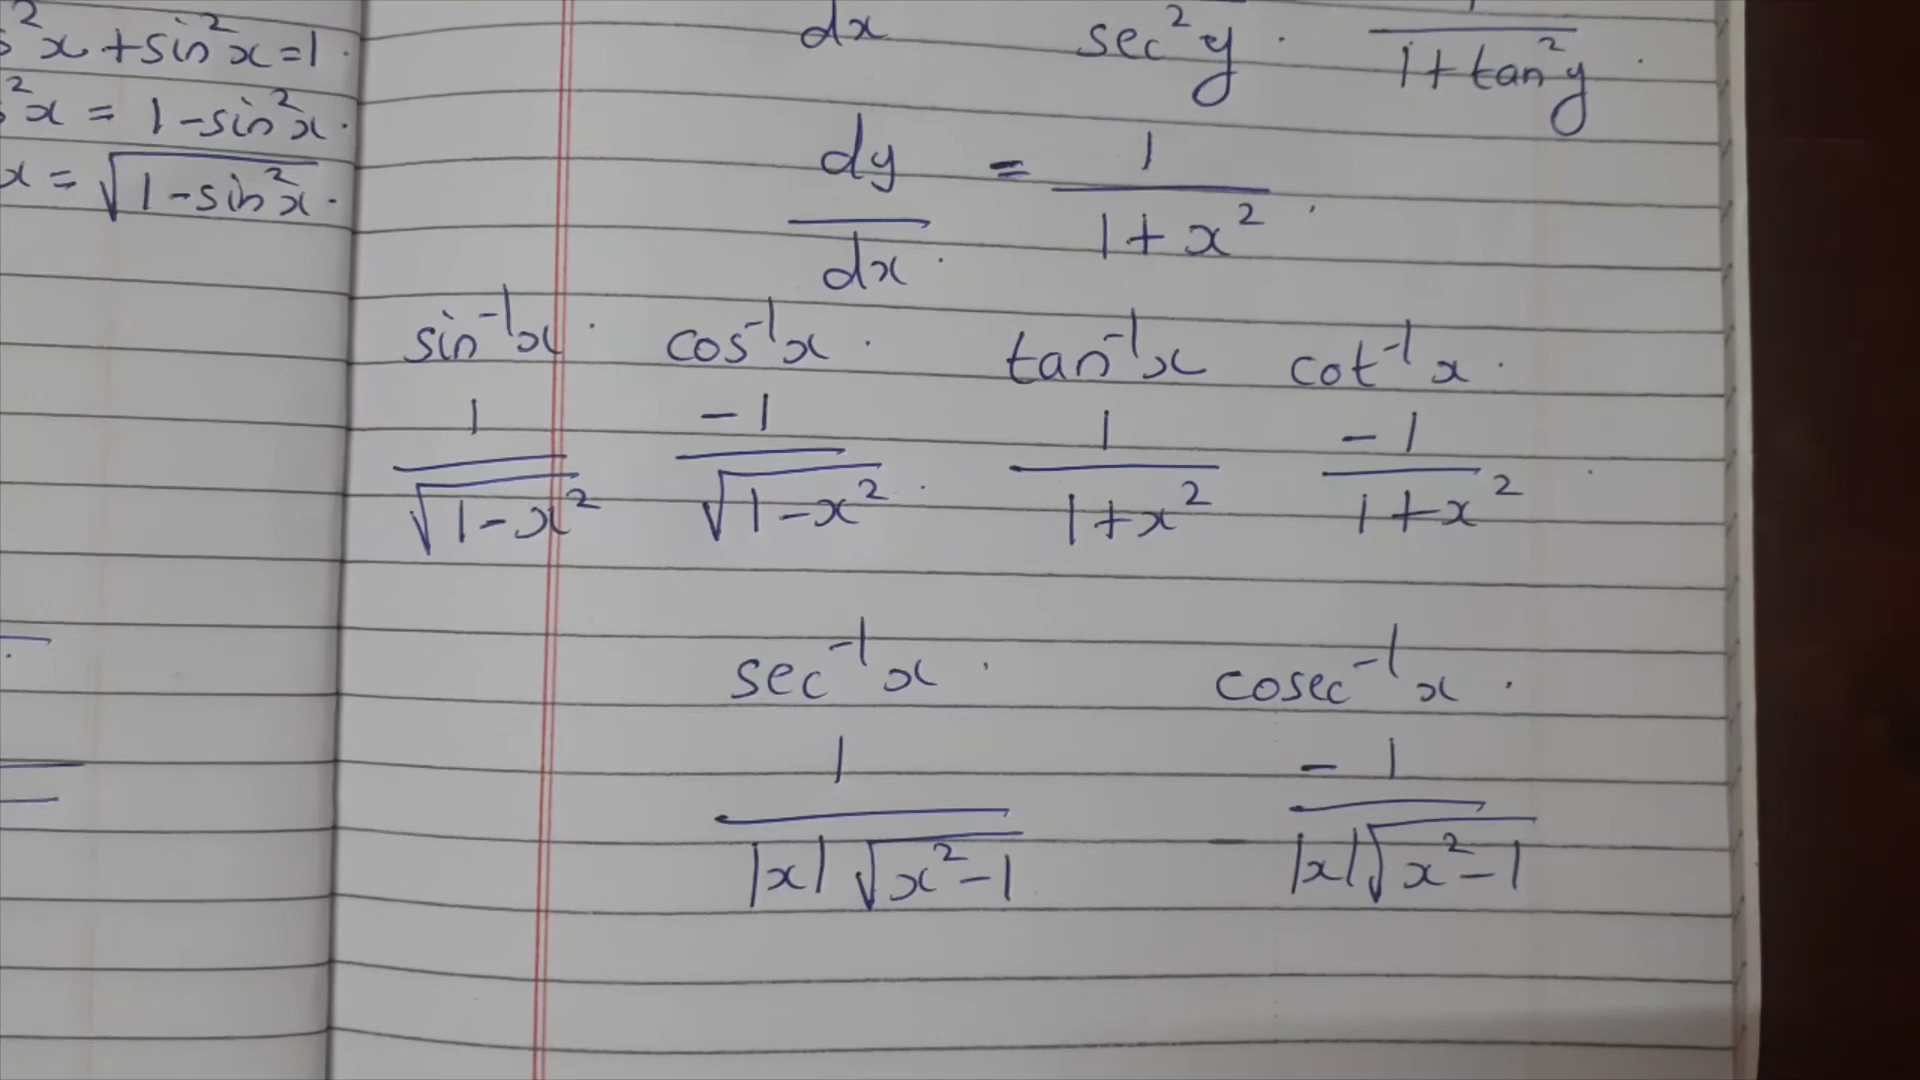 ²x + sin²x = 1.
²x = 1 - sin²x.
x = √(1 - sin²x).
dx sec²y . 1 + tan²y .
dy/dx . = 1/(1 + x²) .
sin⁻¹x . cos⁻¹x . tan⁻¹x cot⁻¹x .
1/√(1-x²) -1/√(1-x²) . 1/(1+x²) -1/(1+x²) .
sec⁻¹x . cosec⁻¹x .
1/(|x|√(x²-1)) -1/(|x|√(x²-1))